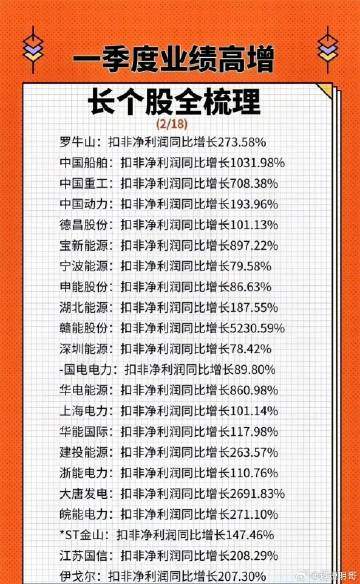 一季度业绩高增
长个股全梳理
(2/18)
罗牛山：扣非净利润同比增长273.58%
中国船舶：扣非净利润同比增长1031.98%
中国重工：扣非净利润同比增长708.38%
中国动力：扣非净利润同比增长193.96%
德昌股份：扣非净利润同比增长101.13%
宝新能源：扣非净利润同比增长897.22%
宁波能源：扣非净利润同比增长79.58%
申能股份：扣非净利润同比增长86.63%
湖北能源：扣非净利润同比增长187.55%
赣能股份：扣非净利润同比增长5230.59%
深圳能源：扣非净利润同比增长78.42%
-国电电力：扣非净利润同比增长89.80%
华电能源：扣非净利润同比增长860.98%
上海电力：扣非净利润同比增长101.14%
华能国际：扣非净利润同比增长117.98%
建投能源：扣非净利润同比增长263.57%
浙能电力：扣非净利润同比增长110.76%
大唐发电：扣非净利润同比增长2691.83%
皖能电力：扣非净利润同比增长271.10%
*ST金山：扣非净利润同比增长147.46%
江苏国信：扣非净利润同比增长208.29%
伊戈尔：扣非净利润同比增长207.30%